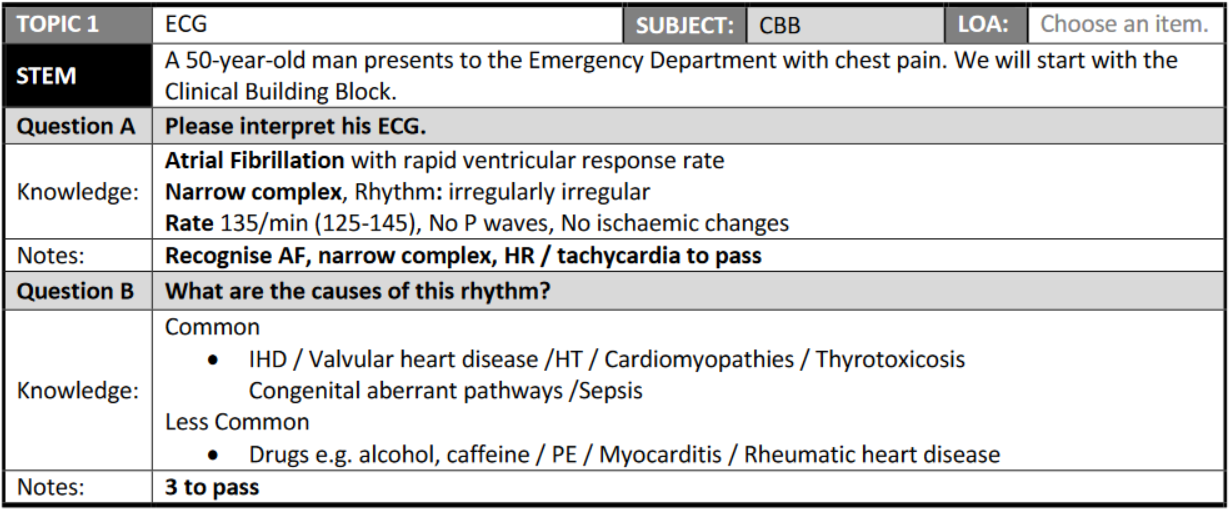 TOPIC 1 ECG SUBJECT: CBB LOA: Choose an item.
STEM A 50-year-old man presents to the Emergency Department with chest pain. We will start with the
Clinical Building Block.
Question A Please interpret his ECG.
Knowledge: Atrial Fibrillation with rapid ventricular response rate
Narrow complex, Rhythm: irregularly irregular
Rate 135/min (125-145), No P waves, No ischaemic changes
Notes: Recognise AF, narrow complex, HR / tachycardia to pass
Question B What are the causes of this rhythm?
Knowledge: Common
• IHD / Valvular heart disease /HT / Cardiomyopathies / Thyrotoxicosis
Congenital aberrant pathways /Sepsis
Less Common
• Drugs e.g. alcohol, caffeine / PE / Myocarditis / Rheumatic heart disease
Notes: 3 to pass